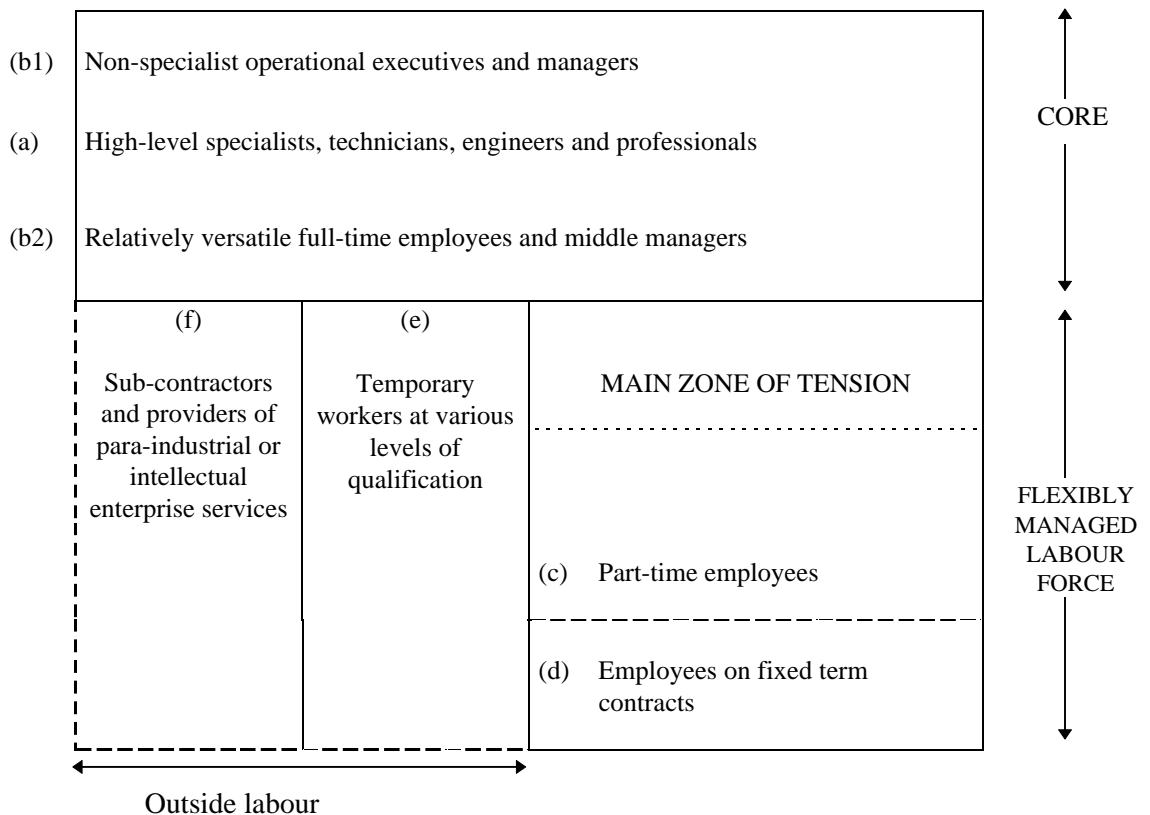 (b1) Non-specialist operational executives and managers
CORE
(a) High-level specialists, technicians, engineers and professionals
(b2) Relatively versatile full-time employees and middle managers
(f)
Sub-contractors
and providers of
para-industrial or
intellectual
enterprise services
(e)
Temporary
workers at various
levels of
qualification
MAIN ZONE OF TENSION
(c) Part-time employees
(d) Employees on fixed term
contracts
FLEXIBLY
MANAGED
LABOUR
FORCE
Outside labour